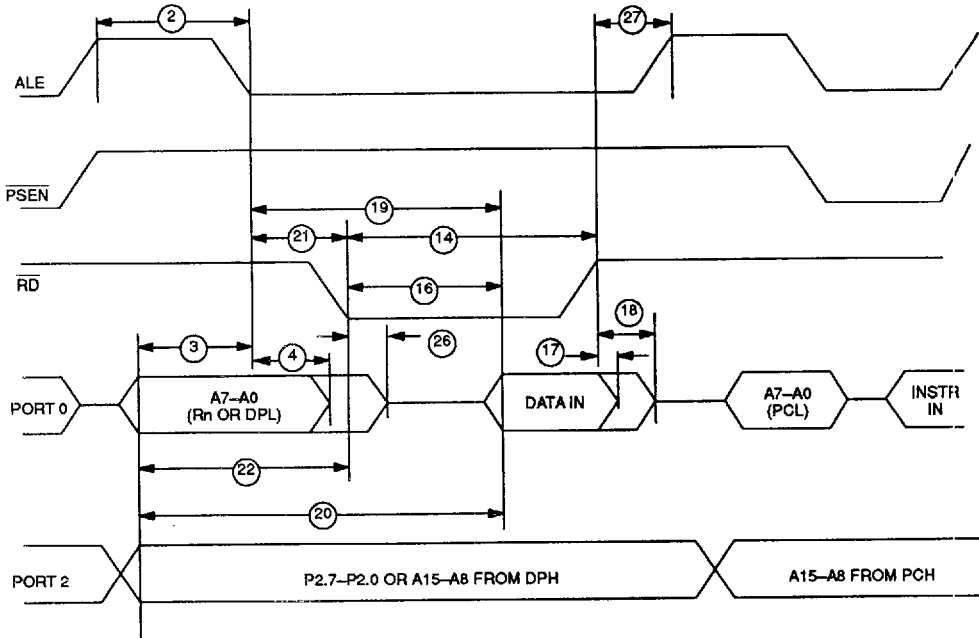 2
27
ALE
PSEN
19
21
14
RD
16
18
3
4
26
17
PORT 0
A7–A0
(Rn OR DPL)
DATA IN
A7–A0
(PCL)
INSTR
IN
22
20
PORT 2
P2.7–P2.0 OR A15–A8 FROM DPH
A15–A8 FROM PCH